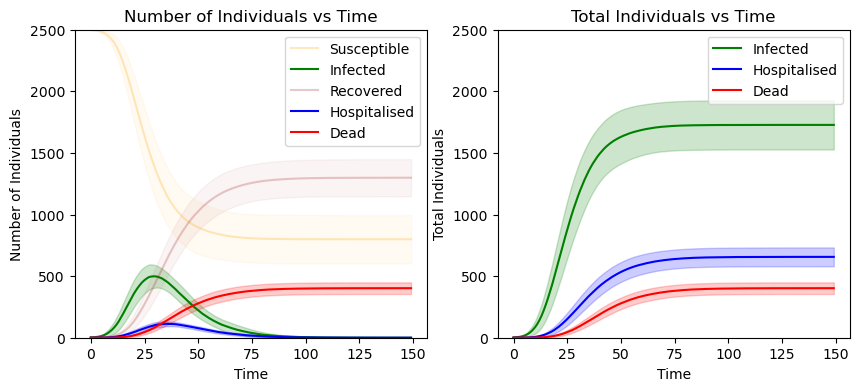 Number of Individuals vs Time
Number of Individuals
2500
2000
1500
1000
500
0
0 25 50 75 100 125 150
Time
Susceptible
Infected
Recovered
Hospitalised
Dead
Total Individuals vs Time
Total Individuals
2500
2000
1500
1000
500
0
0 25 50 75 100 125 150
Time
Infected
Hospitalised
Dead